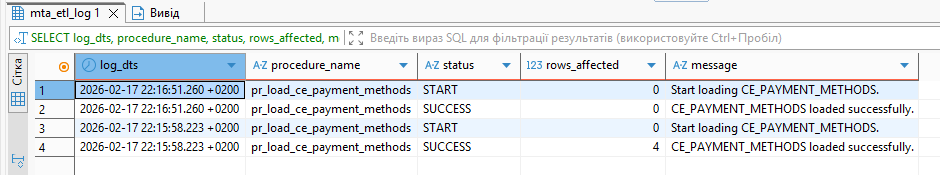 mta_etl_log 1 Вивід
SELECT log_dts, procedure_name, status, rows_affected, m Введіть вираз SQL для фільтрації результатів (використовуйте Ctrl+Пробіл)
Сітка
log_dts A-Z procedure_name A-Z status 123 rows_affected A-Z message
1 2026-02-17 22:16:51.260 +0200 pr_load_ce_payment_methods START 0 Start loading CE_PAYMENT_METHODS.
2 2026-02-17 22:16:51.260 +0200 pr_load_ce_payment_methods SUCCESS 0 CE_PAYMENT_METHODS loaded successfully.
3 2026-02-17 22:15:58.223 +0200 pr_load_ce_payment_methods START 0 Start loading CE_PAYMENT_METHODS.
4 2026-02-17 22:15:58.223 +0200 pr_load_ce_payment_methods SUCCESS 4 CE_PAYMENT_METHODS loaded successfully.